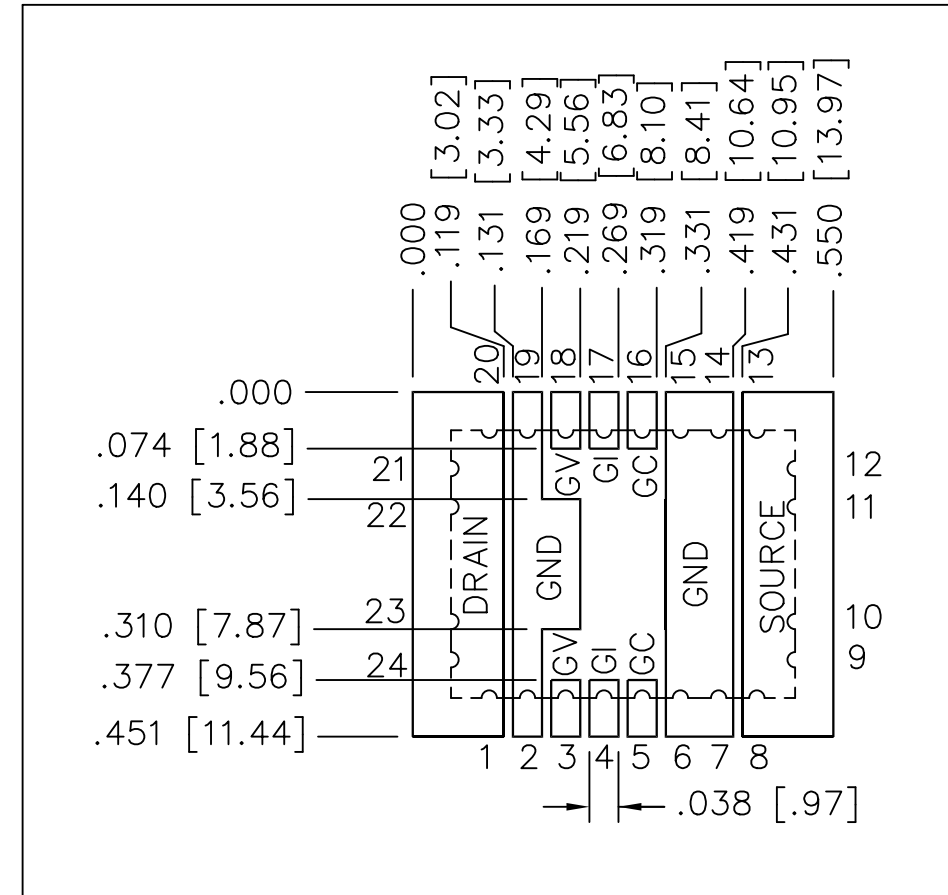 [3.02] [3.33] [4.29] [5.56] [6.83] [8.10] [8.41] [10.64] [10.95] [13.97]
.000 .119 .131 .169 .219 .269 .319 .331 .419 .431 .550
20 19 18 17 16 15 14 13
.000
.074 [1.88]
.140 [3.56]
.310 [7.87]
.377 [9.56]
.451 [11.44]
21
22
23
24
GV GI GC
DRAIN GND GND SOURCE
GV GI GC
12
11
10
9
1 2 3 4 5 6 7 8
.038 [.97]